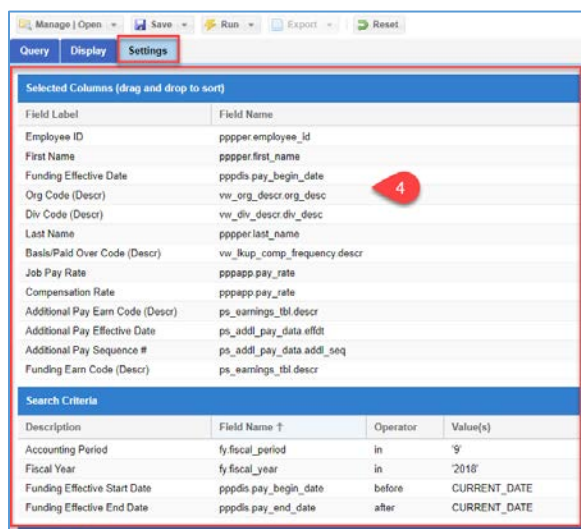 Manage | Open Save Run Export Reset
Query Display Settings
Selected Columns (drag and drop to sort)
Field Label Field Name
Employee ID pppper.employee_id
First Name pppper.first_name
Funding Effective Date pppdis.pay_begin_date
Org Code (Descr) vw_org_descr.org_desc
4
Div Code (Descr) vw_div_descr.div_desc
Last Name pppper.last_name
Basis/Paid Over Code (Descr) vw_lkup_comp_frequency.descr
Job Pay Rate pppapp.pay_rate
Compensation Rate pppapp.pay_rate
Additional Pay Earn Code (Descr) ps_earnings_tbl.descr
Additional Pay Effective Date ps_addl_pay_data.effdt
Additional Pay Sequence # ps_addl_pay_data.addl_seq
Funding Earn Code (Descr) ps_earnings_tbl.descr
Search Criteria
Description Field Name ↑ Operator Value(s)
Accounting Period fy.fiscal_period in '9'
Fiscal Year fy.fiscal_year in '2018'
Funding Effective Start Date pppdis.pay_begin_date before CURRENT_DATE
Funding Effective End Date pppdis.pay_end_date after CURRENT_DATE